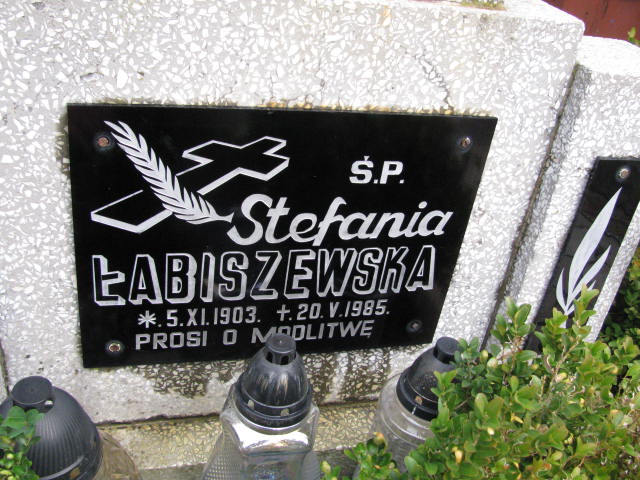 Ś.P.
Stefania
ŁABISZEWSKA
*.5.XI.1903. +.20.V.1985.
PROSI O MODLITWĘ